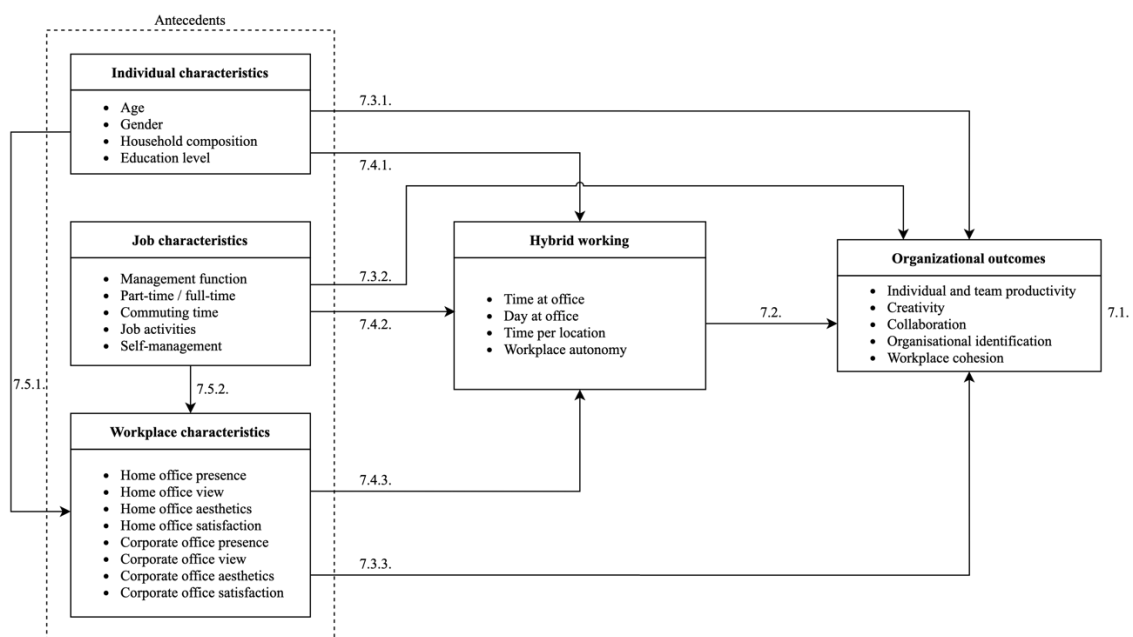 Antecedents
Individual characteristics
• Age
• Gender
• Household composition
• Education level
7.3.1.
7.4.1.
Job characteristics
• Management function
• Part-time / full-time
• Commuting time
• Job activities
• Self-management
7.3.2.
7.4.2.
Hybrid working
• Time at office
• Day at office
• Time per location
• Workplace autonomy
7.2.
Organizational outcomes
• Individual and team productivity
• Creativity
• Collaboration
• Organisational identification
• Workplace cohesion
7.1.
7.5.1.
7.5.2.
Workplace characteristics
• Home office presence
• Home office view
• Home office aesthetics
• Home office satisfaction
• Corporate office presence
• Corporate office view
• Corporate office aesthetics
• Corporate office satisfaction
7.4.3.
7.3.3.